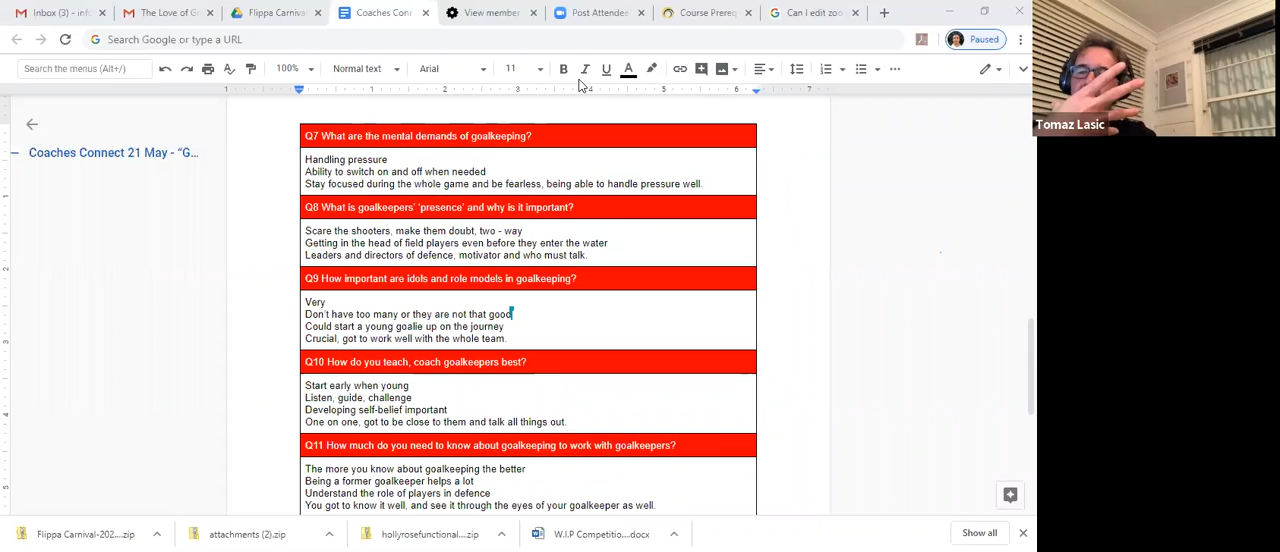 Inbox (3) - info
The Love of G
Flippa Carnival
Coaches Conn
View member
Post Attendee
Course Prereq
Can I edit zoo
Search Google or type a URL
Paused
Search the menus (Alt+/)
100%
Normal text
Arial
11
B I U A
1 1 2 3 4 5 6 7
Coaches Connect 21 May - “G...
Q7 What are the mental demands of goalkeeping?
Handling pressure
Ability to switch on and off when needed
Stay focused during the whole game and be fearless, being able to handle pressure well.
Q8 What is goalkeepers’ ‘presence’ and why is it important?
Scare the shooters, make them doubt, two - way
Getting in the head of field players even before they enter the water
Leaders and directors of defence, motivator and who must talk.
Q9 How important are idols and role models in goalkeeping?
Very
Don’t have too many or they are not that good
Could start a young goalie up on the journey
Crucial, got to work well with the whole team.
Q10 How do you teach, coach goalkeepers best?
Start early when young
Listen, guide, challenge
Developing self-belief important
One on one, got to be close to them and talk all things out.
Q11 How much do you need to know about goalkeeping to work with goalkeepers?
The more you know about goalkeeping the better
Being a former goalkeeper helps a lot
Understand the role of players in defence
You got to know it well, and see it through the eyes of your goalkeeper as well.
Tomaz Lasic
Flippa Carnival-202....zip
attachments (2).zip
hollyrosefunctional....zip
W.I.P Competitio....docx
Show all